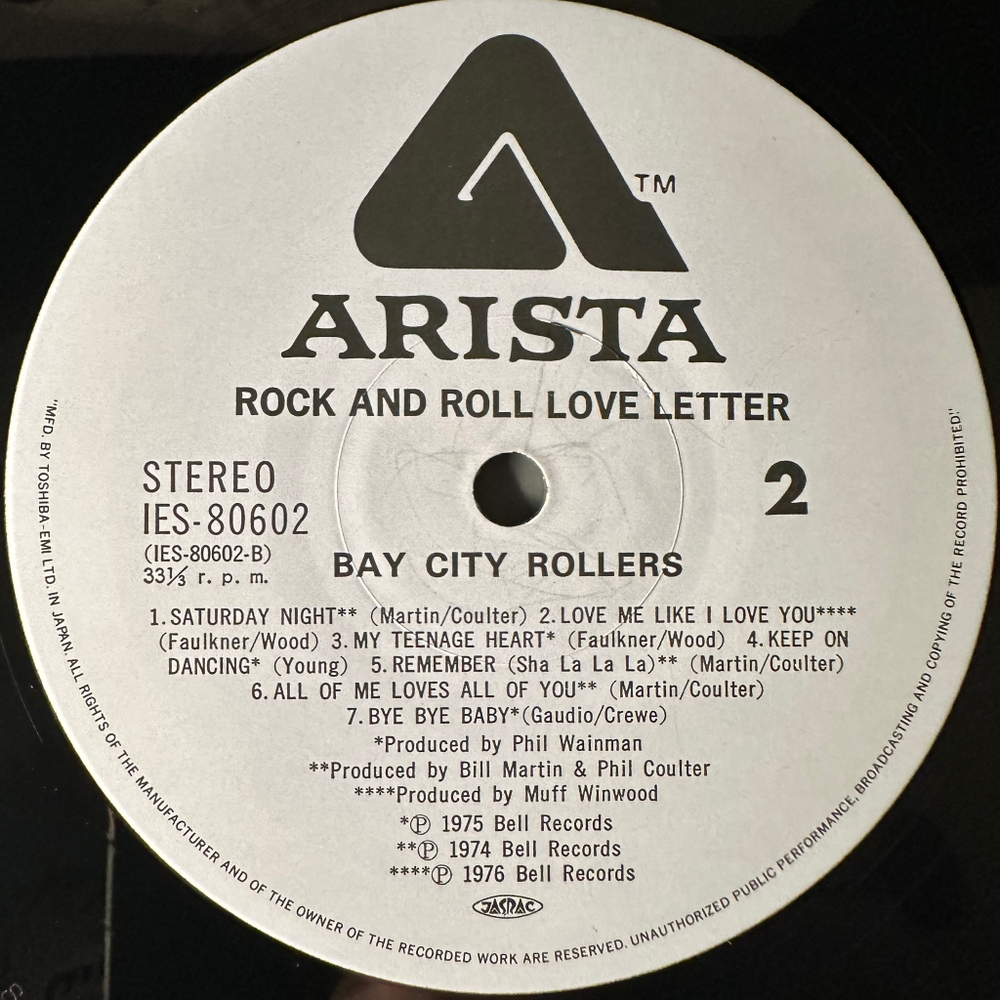 TM
ARISTA
ROCK AND ROLL LOVE LETTER
STEREO
IES-80602
(IES-80602-B)
33⅓ r. p. m.
2
BAY CITY ROLLERS
1. SATURDAY NIGHT** (Martin/Coulter) 2. LOVE ME LIKE I LOVE YOU****
(Faulkner/Wood) 3. MY TEENAGE HEART* (Faulkner/Wood) 4. KEEP ON
DANCING* (Young) 5. REMEMBER (Sha La La La)** (Martin/Coulter)
6. ALL OF ME LOVES ALL OF YOU** (Martin/Coulter)
7. BYE BYE BABY* (Gaudio/Crewe)
*Produced by Phil Wainman
**Produced by Bill Martin & Phil Coulter
****Produced by Muff Winwood
*℗ 1975 Bell Records
**℗ 1974 Bell Records
****℗ 1976 Bell Records
JASRAC
"MFD. BY TOSHIBA-EMI LTD. IN JAPAN. ALL RIGHTS OF THE MANUFACTURER AND OF THE OWNER OF THE RECORDED WORK ARE RESERVED. UNAUTHORIZED PUBLIC PERFORMANCE, BROADCASTING AND COPYING OF THE RECORD PROHIBITED."